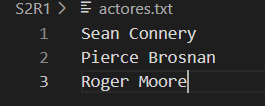 S2R1 > actores.txt
1 Sean Connery
2 Pierce Brosnan
3 Roger Moore